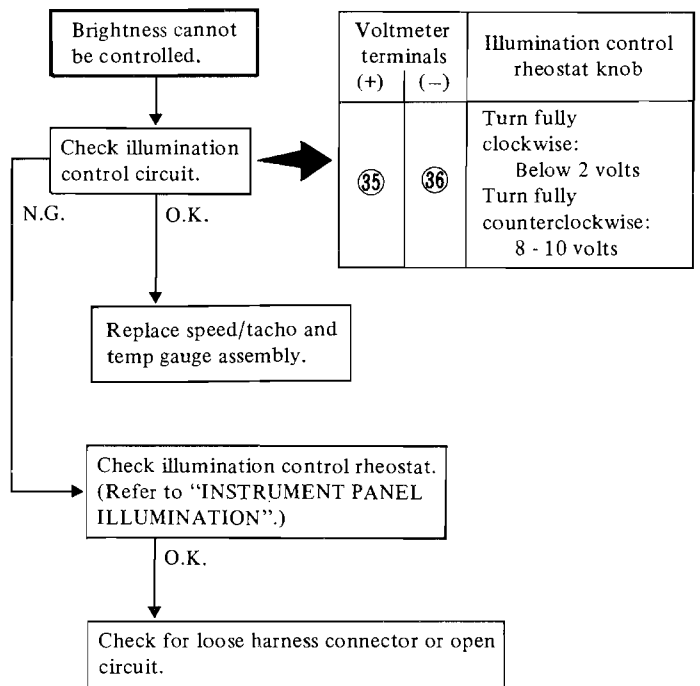 Brightness cannot
be controlled.
Voltmeter
terminals
(+) (−)
Illumination control
rheostat knob
Check illumination
control circuit.
㉟ ㊱
Turn fully
clockwise:
Below 2 volts
Turn fully
counterclockwise:
8 - 10 volts
N.G. O.K.
Replace speed/tacho and
temp gauge assembly.
Check illumination control rheostat.
(Refer to “INSTRUMENT PANEL
ILLUMINATION”.)
O.K.
Check for loose harness connector or open
circuit.